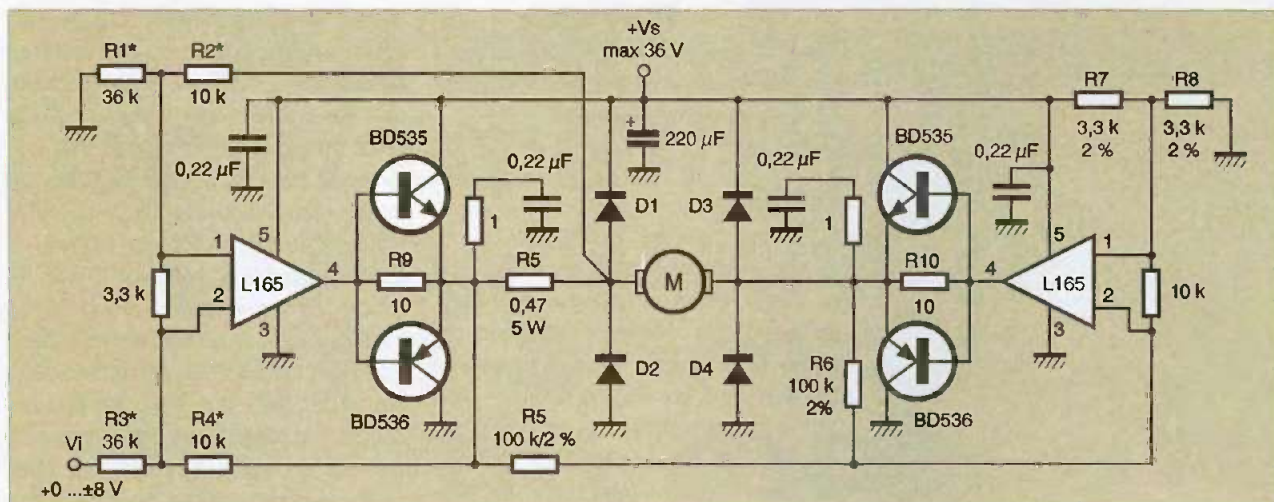 +Vs
max 36 V
R1*
36 k
R2*
10 k
0,22 µF
BD535
1
0,22 µF
220 µF
D1
D3
0,22 µF
1
BD535
0,22 µF
R7
3,3 k
2 %
R8
3,3 k
2 %
3,3 k
1
2
L165
5
4
3
R9
10
R5
0,47
5 W
M
R10
10
4
L165
5
3
1
2
10 k
D2
D4
BD536
R6
100 k
2%
BD536
R3*
36 k
R4*
10 k
R5
100 k/2 %
Vi
+0 ...±8 V